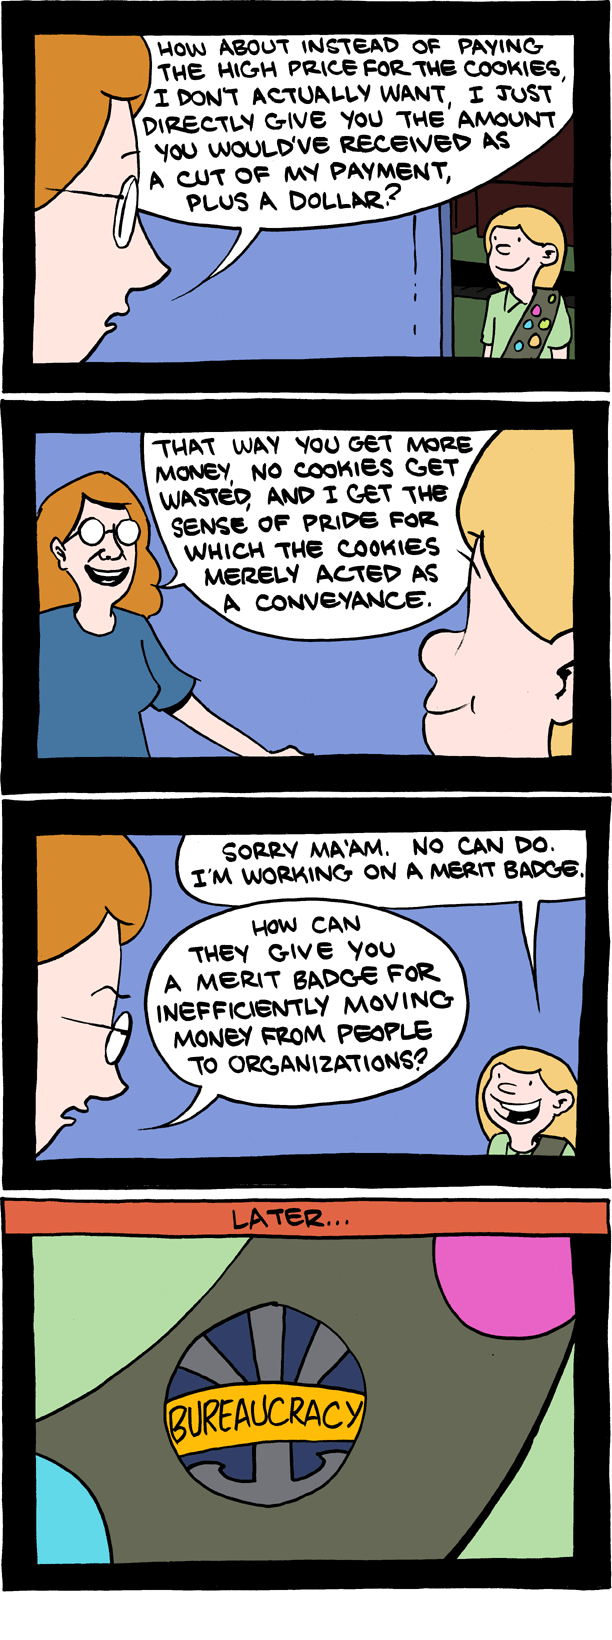 HOW ABOUT INSTEAD OF PAYING
THE HIGH PRICE FOR THE COOKIES,
I DON'T ACTUALLY WANT, I JUST
DIRECTLY GIVE YOU THE AMOUNT
YOU WOULD'VE RECEIVED AS
A CUT OF MY PAYMENT,
PLUS A DOLLAR?
THAT WAY YOU GET MORE
MONEY, NO COOKIES GET
WASTED, AND I GET THE
SENSE OF PRIDE FOR
WHICH THE COOKIES
MERELY ACTED AS
A CONVEYANCE.
SORRY MA'AM. NO CAN DO.
I'M WORKING ON A MERIT BADGE.
HOW CAN
THEY GIVE YOU
A MERIT BADGE FOR
INEFFICIENTLY MOVING
MONEY FROM PEOPLE
TO ORGANIZATIONS?
LATER...
BUREAUCRACY